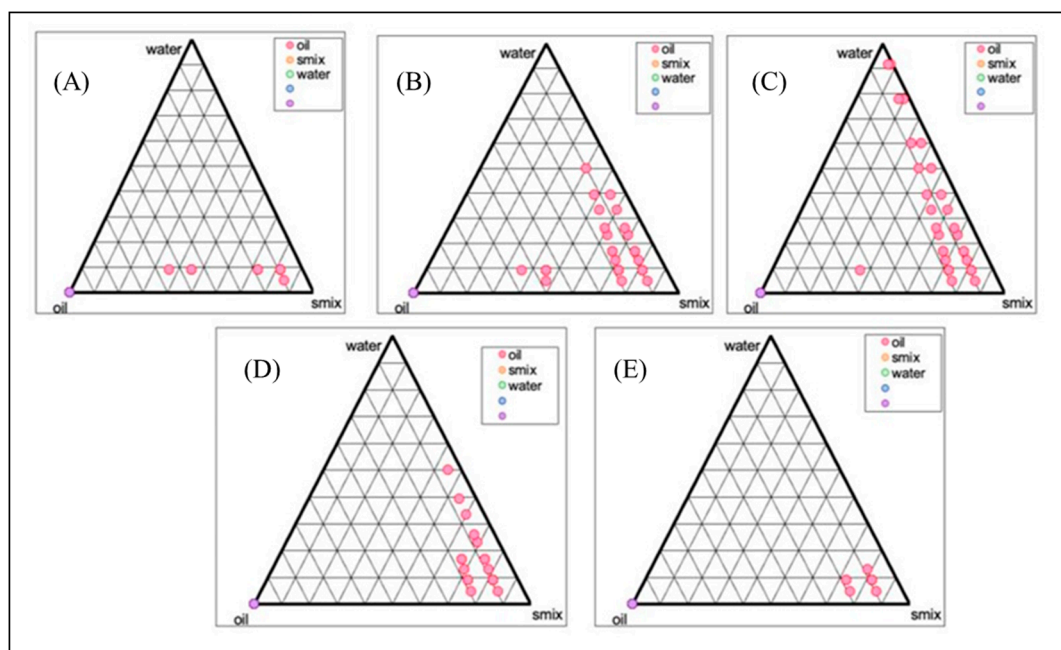 (A)
water
oil
smix
water
oil
smix
(B)
water
oil
smix
water
oil
smix
(C)
water
oil
smix
water
oil
smix
(D)
water
oil
smix
water
oil
smix
(E)
water
oil
smix
water
oil
smix